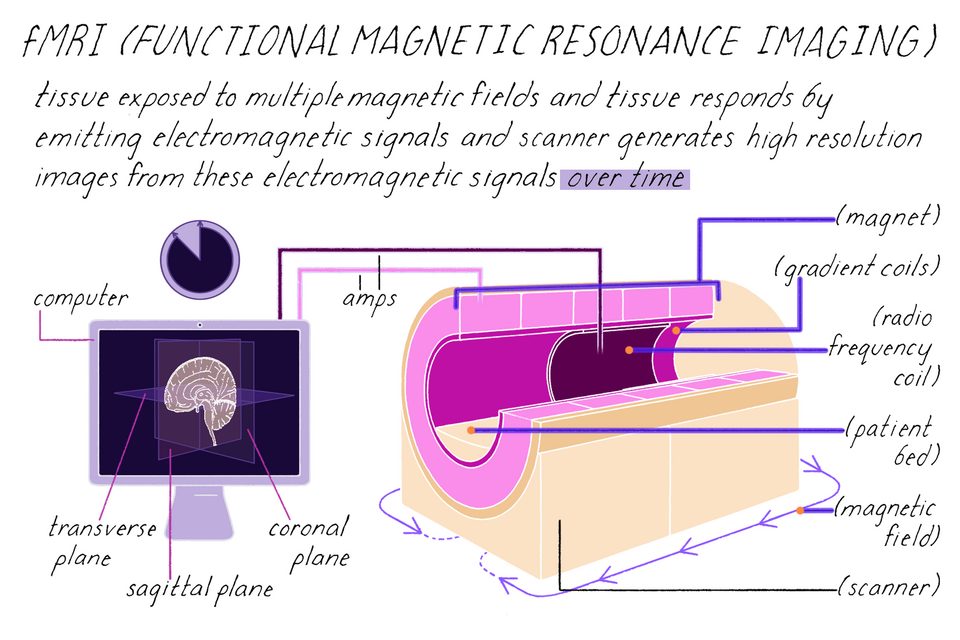 fMRI (FUNCTIONAL MAGNETIC RESONANCE IMAGING)
tissue exposed to multiple magnetic fields and tissue responds by
emitting electromagnetic signals and scanner generates high resolution
images from these electromagnetic signals over time
(magnet)
(gradient coils)
computer
amps
(radio
frequency
coil)
(patient
bed)
transverse
plane
sagittal plane
coronal
plane
(magnetic
field)
(scanner)